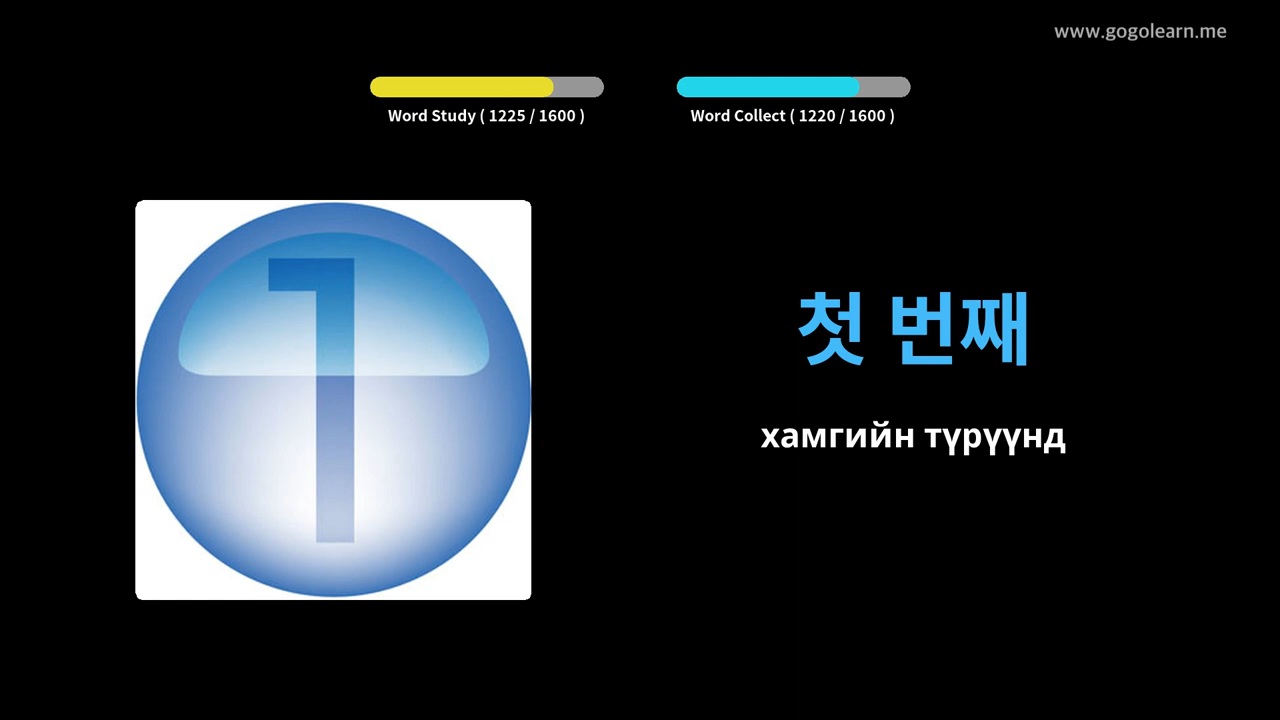 www.gogolearn.me
Word Study ( 1225 / 1600 )
Word Collect ( 1220 / 1600 )
1
첫 번째
хамгийн түрүүнд